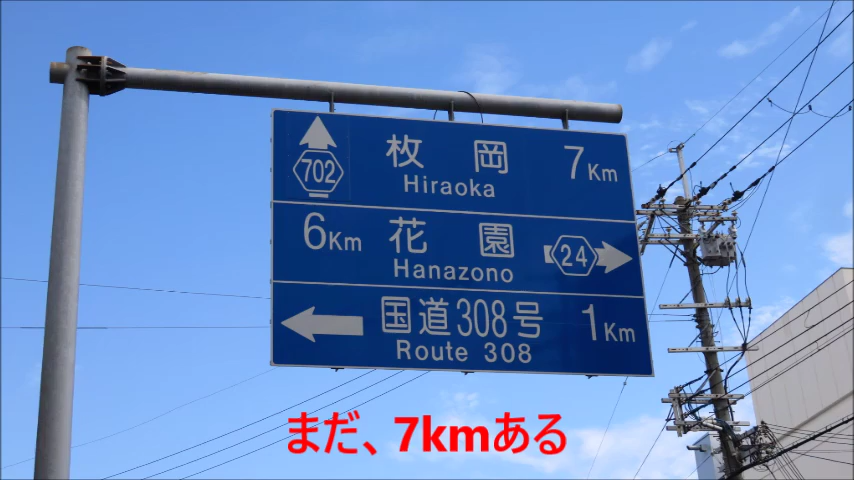 702 枚岡 7Km
Hiraoka
6Km 花園 24
Hanazono
国道308号 1Km
Route 308
まだ、7kmある